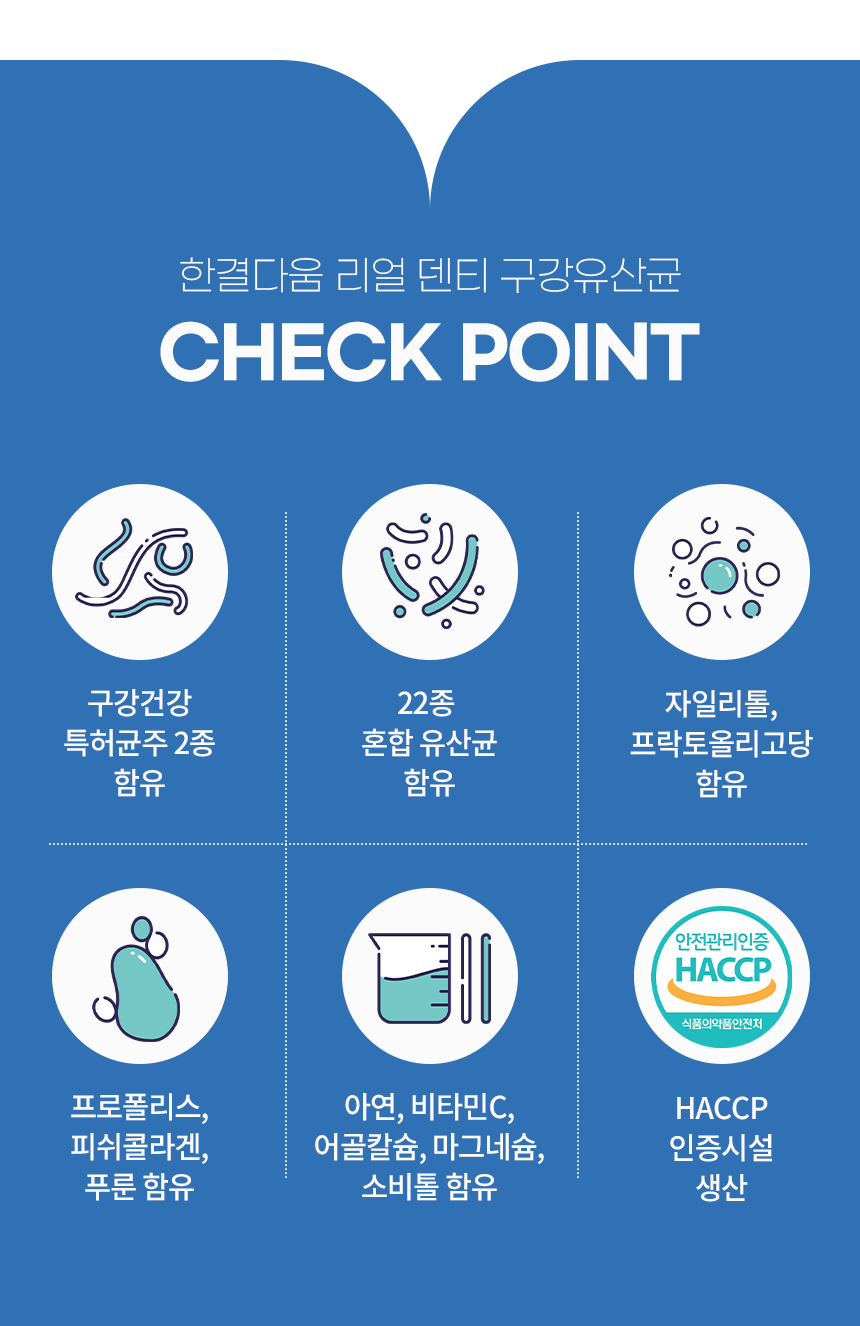 한결다움 리얼 덴티 구강유산균
CHECK POINT
구강건강
특허균주 2종
함유
22종
혼합 유산균
함유
자일리톨,
프락토올리고당
함유
프로폴리스,
피쉬콜라겐,
푸룬 함유
아연, 비타민C,
어골칼슘, 마그네슘,
소비톨 함유
안전관리인증
HACCP
식품의약품안전처
HACCP
인증시설
생산